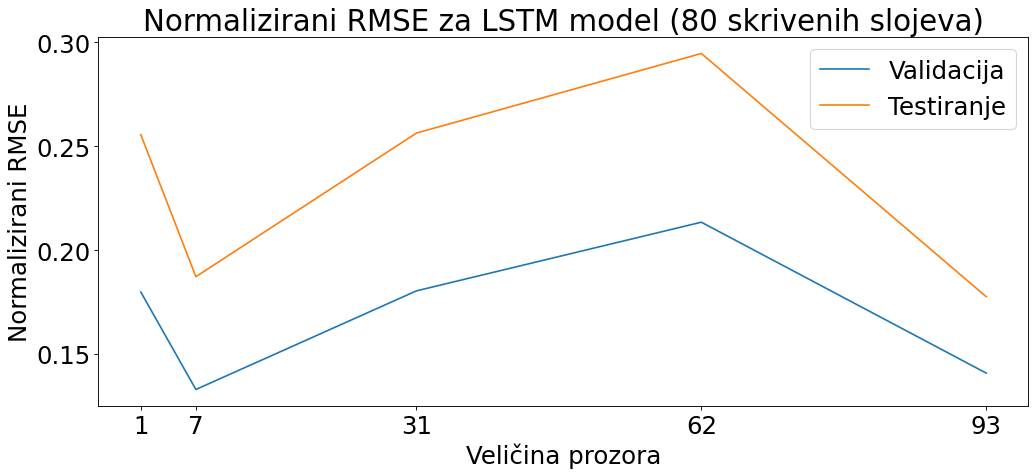 Normalizirani RMSE za LSTM model (80 skrivenih slojeva)
Normalizirani RMSE
0.30
0.25
0.20
0.15
Validacija
Testiranje
1 7 31 62 93
Veličina prozora